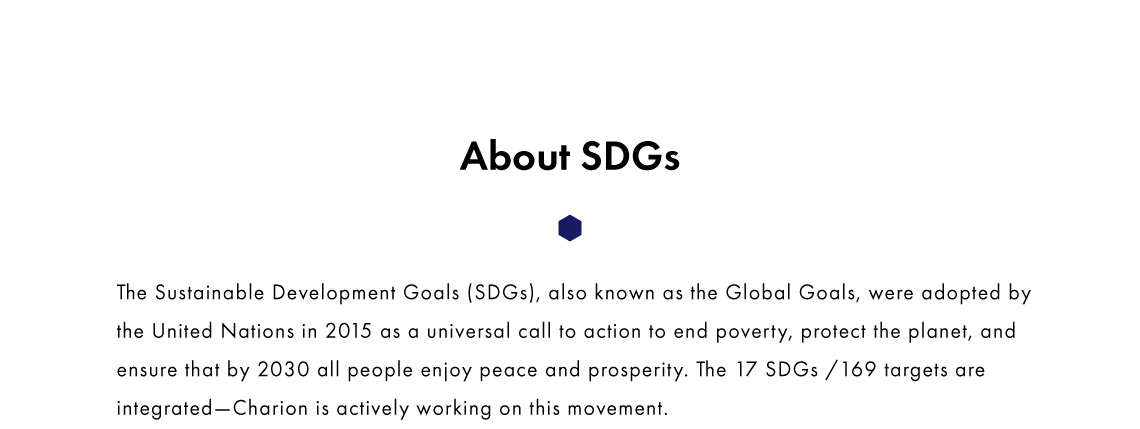 About SDGs
The Sustainable Development Goals (SDGs), also known as the Global Goals, were adopted by
the United Nations in 2015 as a universal call to action to end poverty, protect the planet, and
ensure that by 2030 all people enjoy peace and prosperity. The 17 SDGs /169 targets are
integrated—Charion is actively working on this movement.